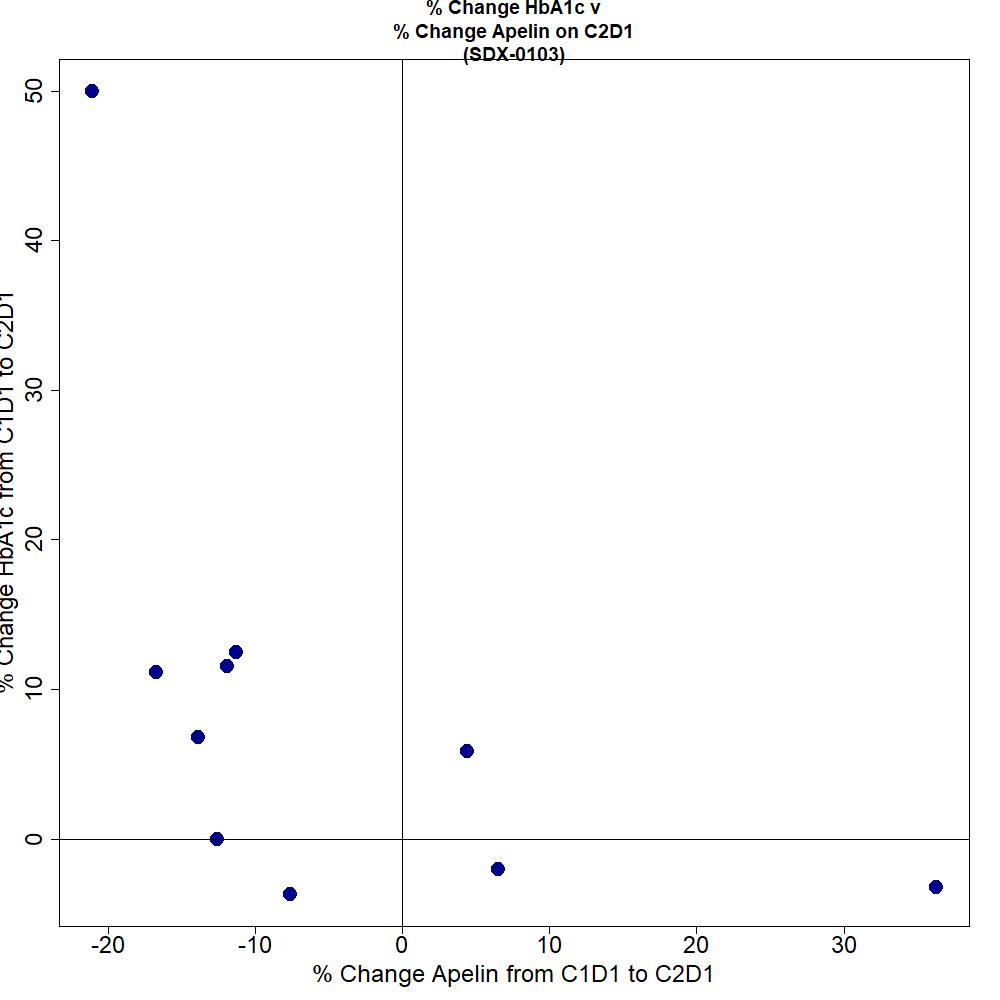 % Change HbA1c v
% Change Apelin on C2D1
(SDX-0103)
% Change HbA1c from C1D1 to C2D1
50
40
30
20
10
0
-20 -10 0 10 20 30
% Change Apelin from C1D1 to C2D1